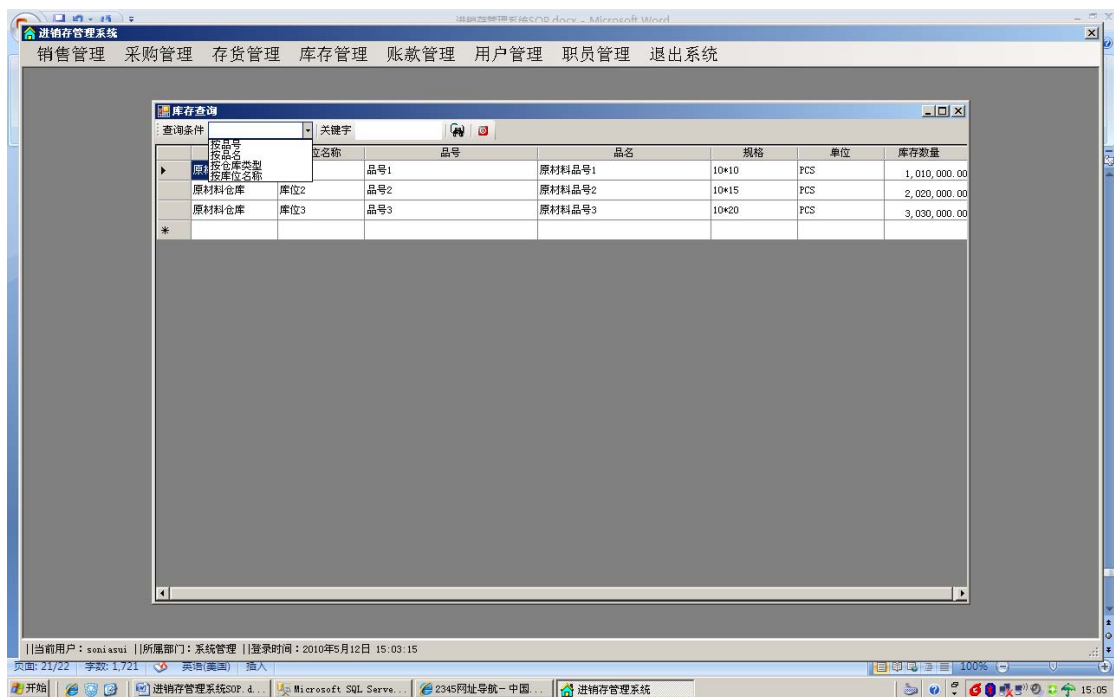 进销存管理系统SOP.docx - Microsoft Word
进销存管理系统
销售管理 采购管理 存货管理 库存管理 账款管理 用户管理 职员管理 退出系统
库存查询
查询条件 关键字
按品号
按品名
按仓库类型
按库位名称
位名称 品号 品名 规格 单位 库存数量
原材 品号1 原材料品号1 10*10 PCS 1,010,000.00
原材料仓库 库位2 品号2 原材料品号2 10*15 PCS 2,020,000.00
原材料仓库 库位3 品号3 原材料品号3 10*20 PCS 3,030,000.00
||当前用户：soniasui ||所属部门：系统管理 ||登录时间：2010年5月12日 15:03:15
页面: 21/22 字数: 1,721 英语(美国) 插入 100%
开始 进销存管理系统SOP.d... Microsoft SQL Serve... 2345网址导航－中国... 进销存管理系统 15:05